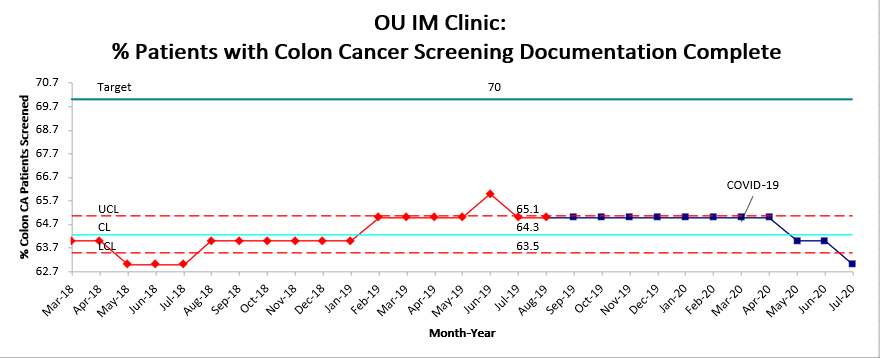 OU IM Clinic:
% Patients with Colon Cancer Screening Documentation Complete
% Colon CA Patients Screened
70.7
69.7
68.7
67.7
66.7
65.7
64.7
63.7
62.7
Target
70
COVID-19
UCL
65.1
CL
64.3
LCL
63.5
Mar-18
Apr-18
May-18
Jun-18
Jul-18
Aug-18
Sep-18
Oct-18
Nov-18
Dec-18
Jan-19
Feb-19
Mar-19
Apr-19
May-19
Jun-19
Jul-19
Aug-19
Sep-19
Oct-19
Nov-19
Dec-19
Jan-20
Feb-20
Mar-20
Apr-20
May-20
Jun-20
Jul-20
Month-Year